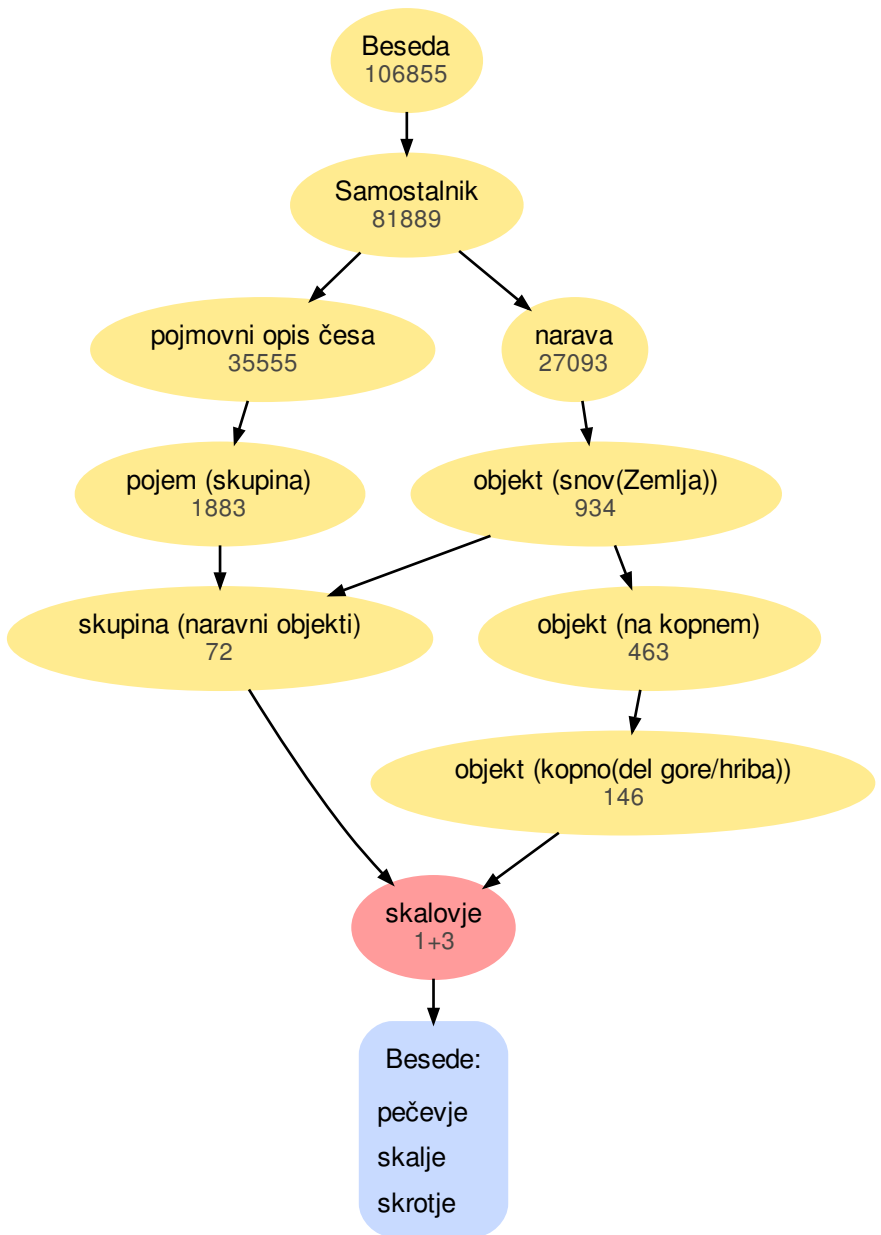 Beseda
106855
Samostalnik
81889
pojmovni opis česa
35555
narava
27093
pojem (skupina)
1883
objekt (snov(Zemlja))
934
skupina (naravni objekti)
72
objekt (na kopnem)
463
objekt (kopno(del gore/hriba))
146
skalovje
1+3
Besede:
pečevje
skalje
skrotje